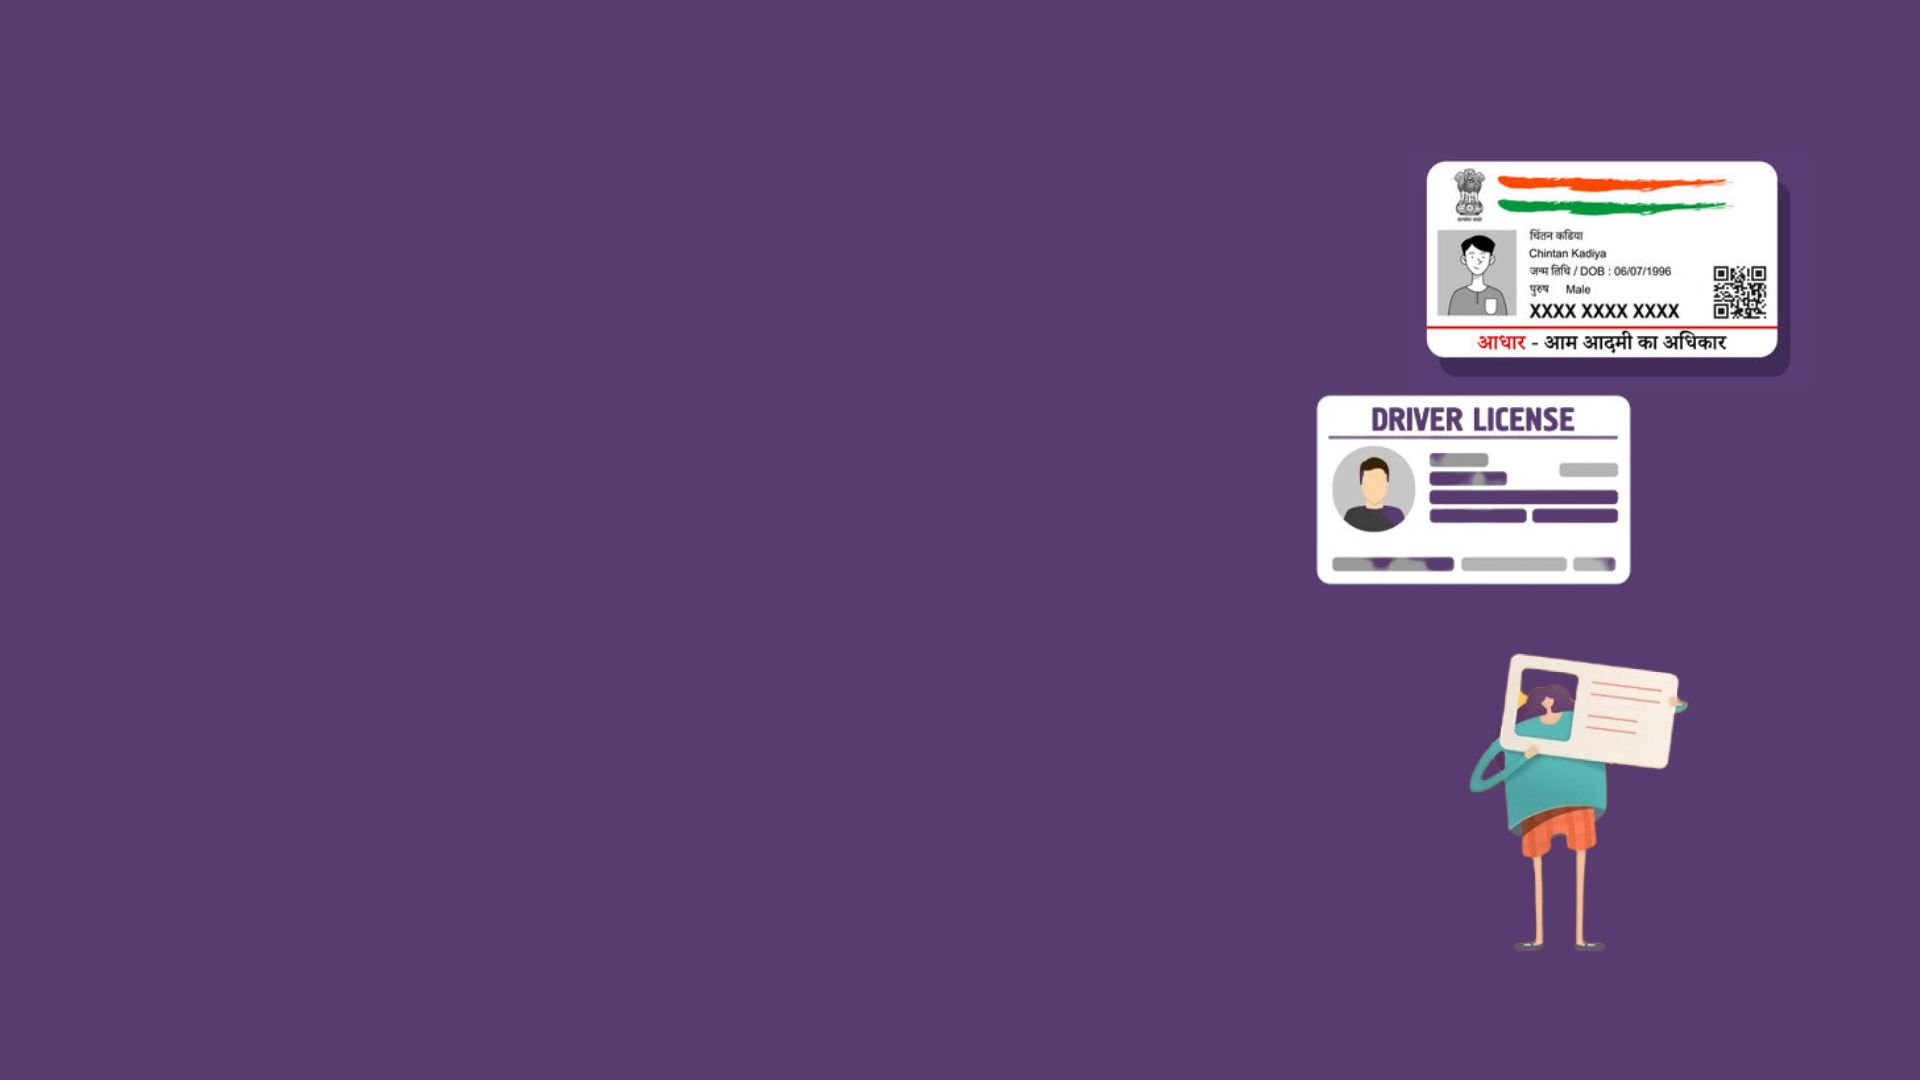 चिंतन कडिया
Chintan Kadiya
जन्म तिथि / DOB : 06/07/1996
पुरुष Male
XXXX XXXX XXXX
आधार - आम आदमी का अधिकार
DRIVER LICENSE